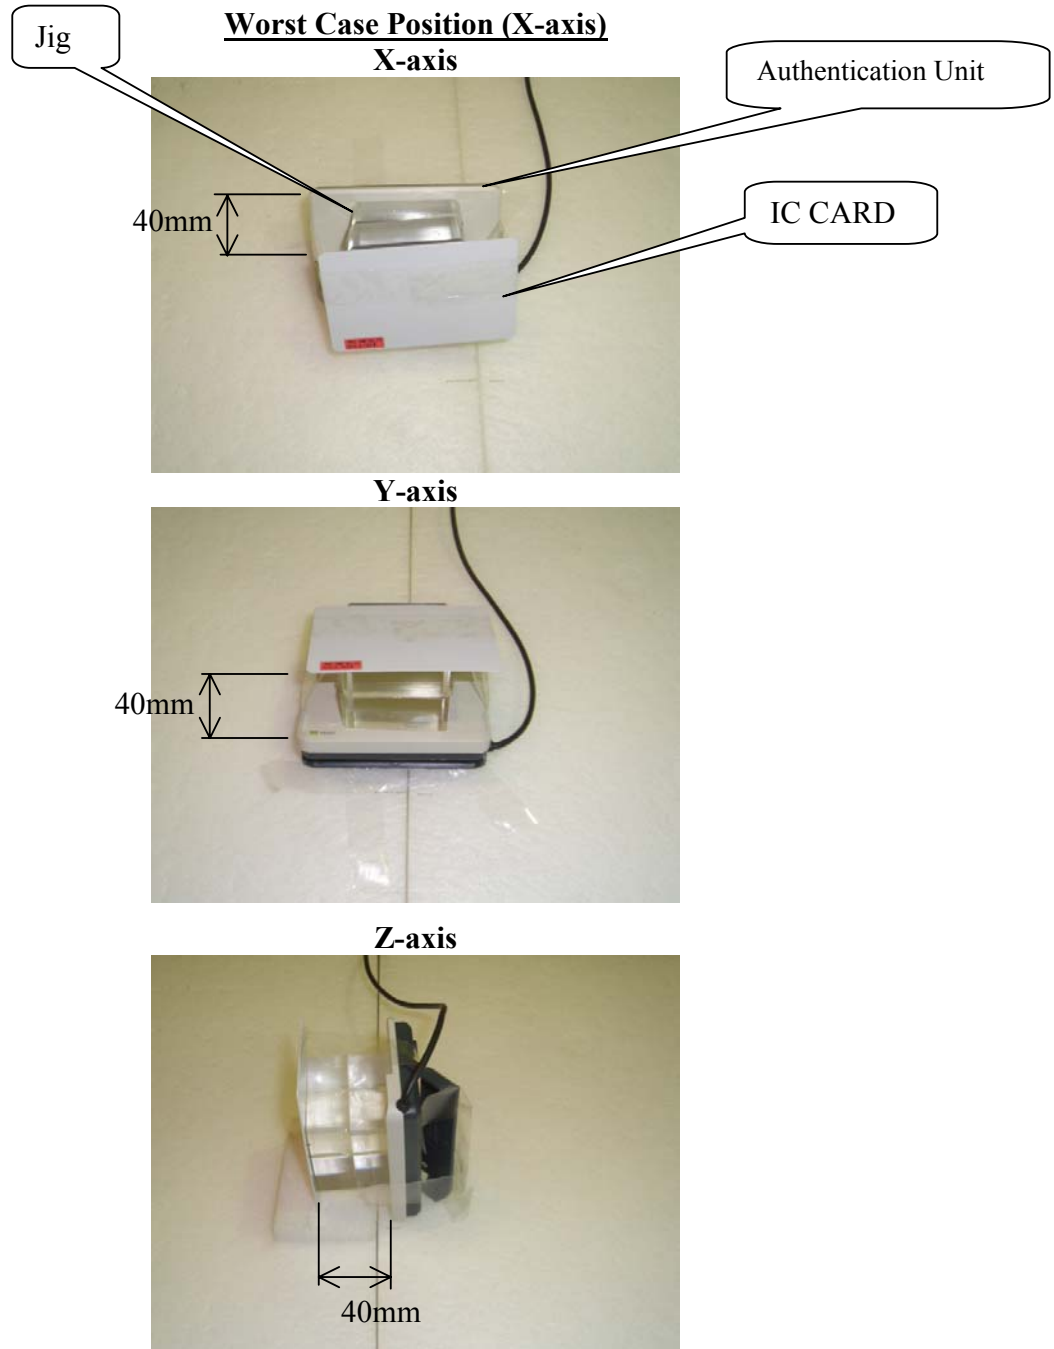 Worst Case Position (X-axis)
X-axis
Jig
Authentication Unit
40mm
IC CARD
Y-axis
40mm
Z-axis
40mm